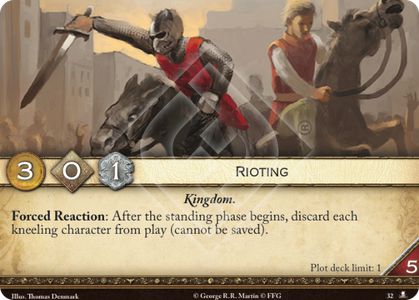 3 0 1 RIOTING
Kingdom.
Forced Reaction: After the standing phase begins, discard each
kneeling character from play (cannot be saved).
Plot deck limit: 1
5
Illus. Thomas Denmark © George R.R. Martin © FFG 32